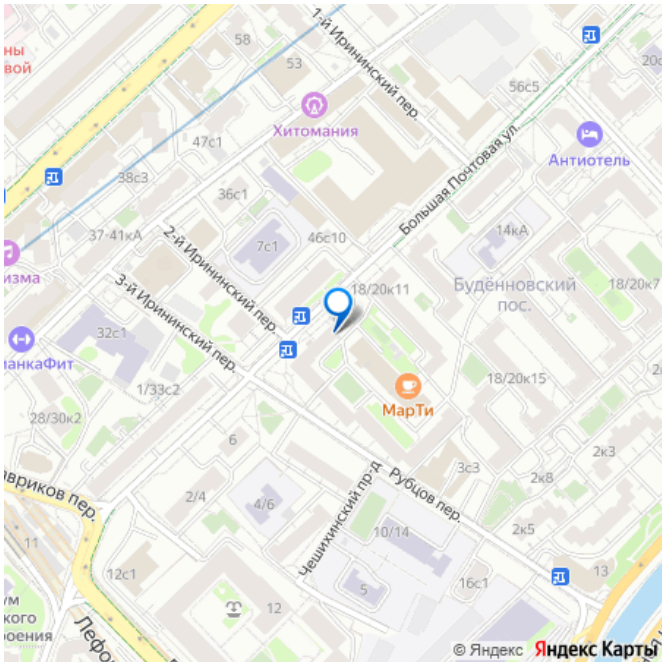 1-й Ирининский пер.
58
53
ны
вой
20с
56с5
Хитомания
Антиотель
47с1
38с3
36с1
Большая Почтовая ул.
14кА
37-41кА
2-й Ирининский пер.
7с1
46с10
изма
18/20к11
Будённовский
пос.
18/20к7
3-й Ирининский пер.
32с1
анкаФит
1/33с2
18/20к15
МарТи
28/30к2
6
2к3
3с3
2к8
авриков пер.
2/4
4/6
Чешихинский пр-д
Рубцов пер.
10/14
2к5
11
12с1
5
16с1
13
ум
ского
роения
12
Лефо
© Яндекс Яндекс Карты